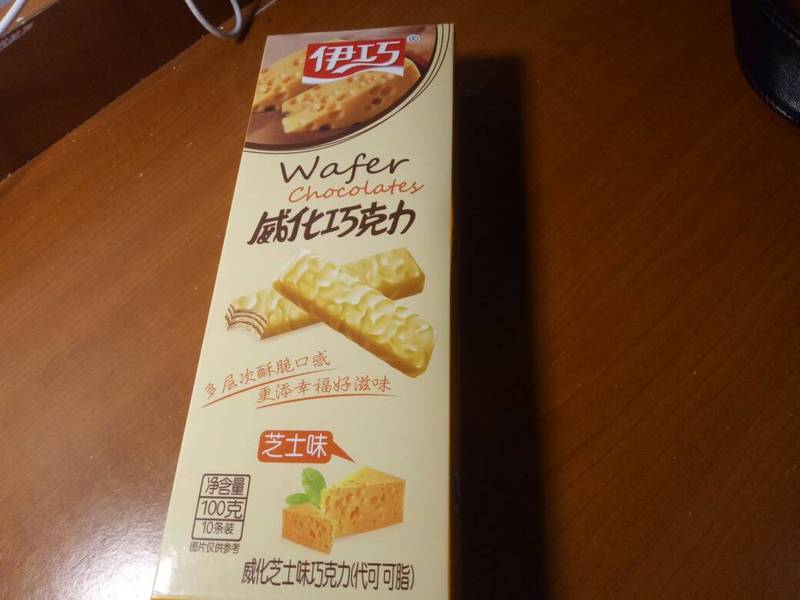 伊巧®
Wafer
Chocolates
威化巧克力
多层次酥脆口感
更添幸福好滋味
芝士味
净含量
100克
10条装
图片仅供参考
威化芝士味巧克力(代可可脂)